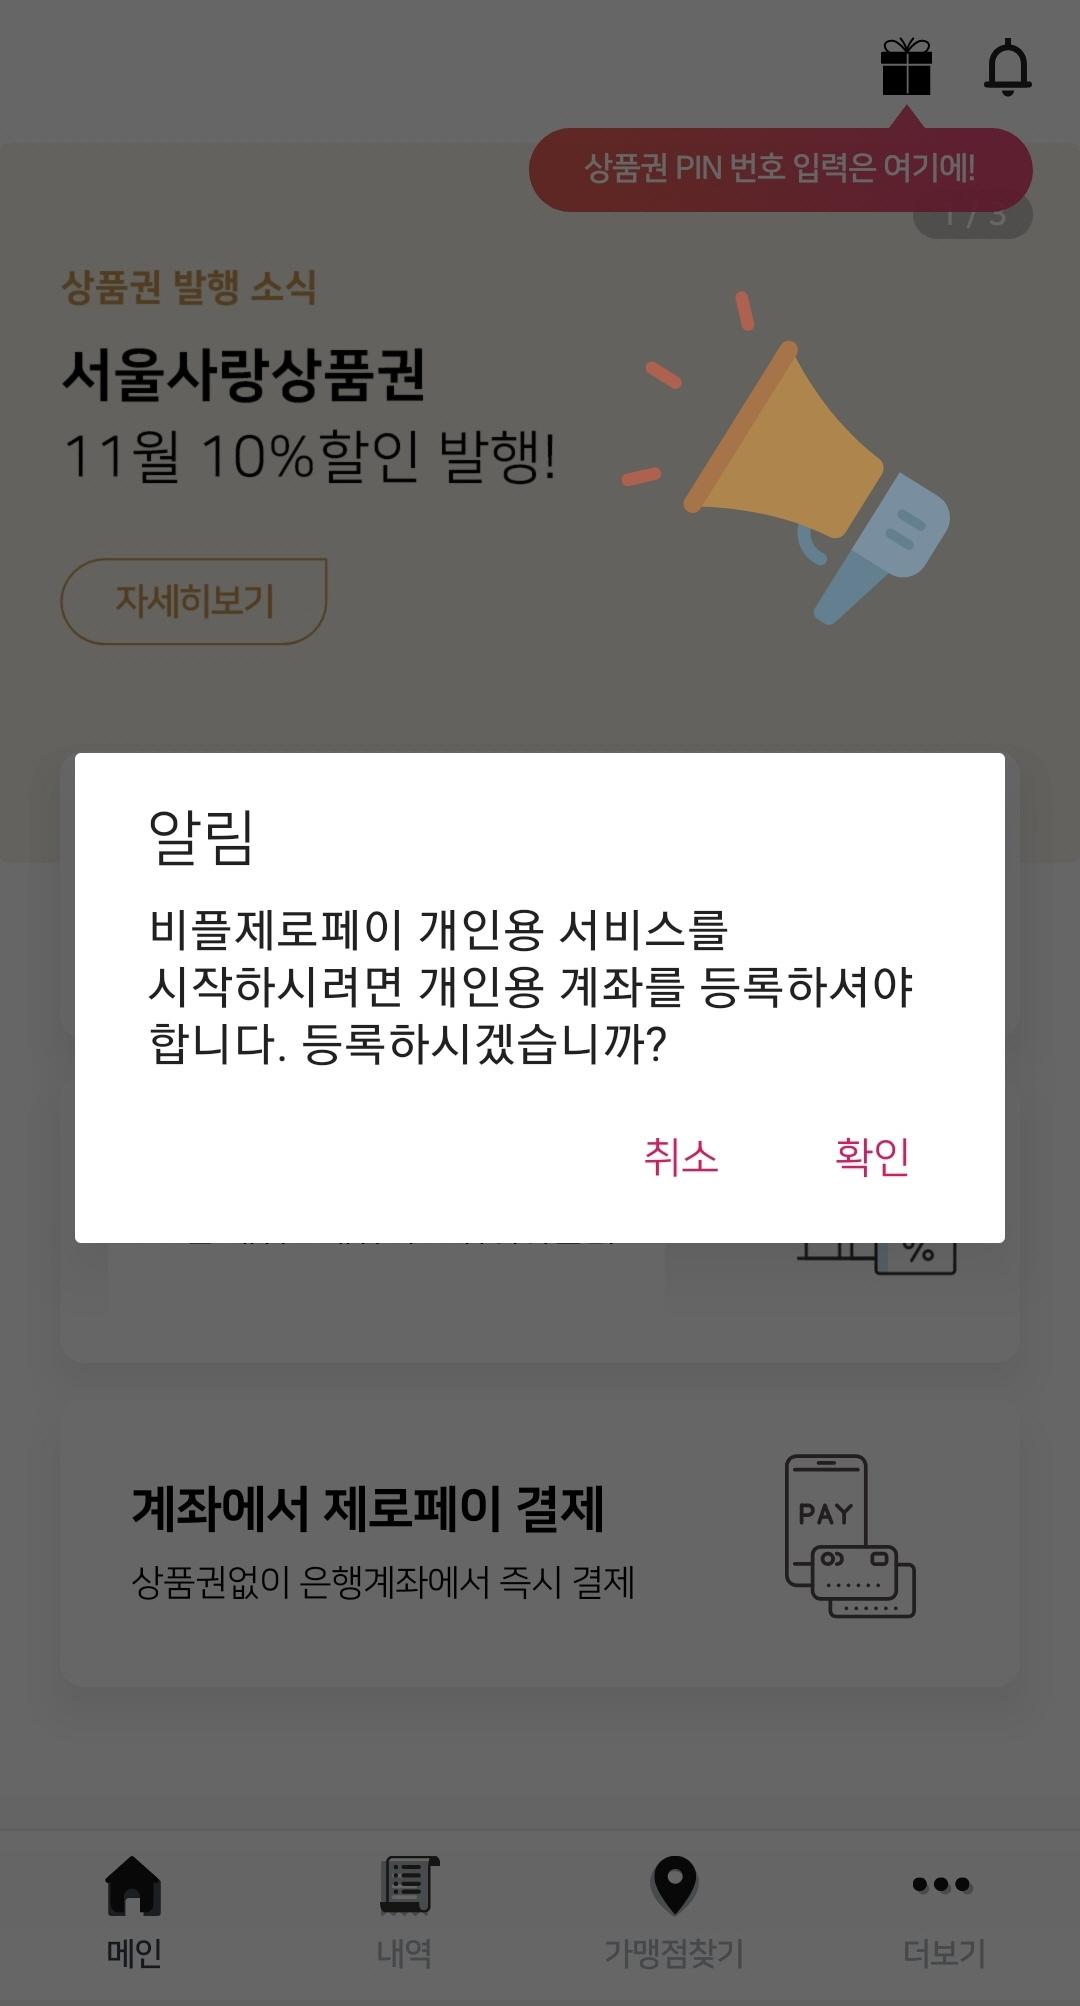 상품권 PIN 번호 입력은 여기에!
1 / 3
상품권 발행 소식
서울사랑상품권
11월 10%할인 발행!
자세히보기
알림
비플제로페이 개인용 서비스를
시작하시려면 개인용 계좌를 등록하셔야
합니다. 등록하시겠습니까?
취소
확인
%
계좌에서 제로페이 결제
상품권없이 은행계좌에서 즉시 결제
PAY
메인
내역
가맹점찾기
더보기